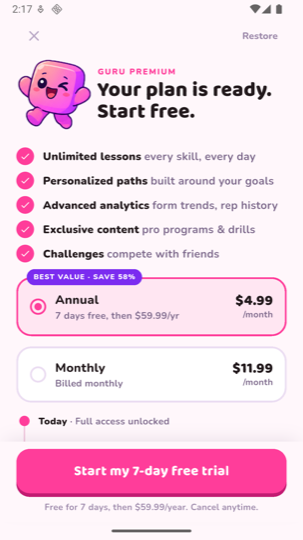 2:17
Restore
GURU PREMIUM
Your plan is ready.
Start free.
Unlimited lessons every skill, every day
Personalized paths built around your goals
Advanced analytics form trends, rep history
Exclusive content pro programs & drills
Challenges compete with friends
BEST VALUE · SAVE 58%
Annual
$4.99
7 days free, then $59.99/yr
/month
Monthly
$11.99
Billed monthly
/month
Today · Full access unlocked
Start my 7-day free trial
Free for 7 days, then $59.99/year. Cancel anytime.